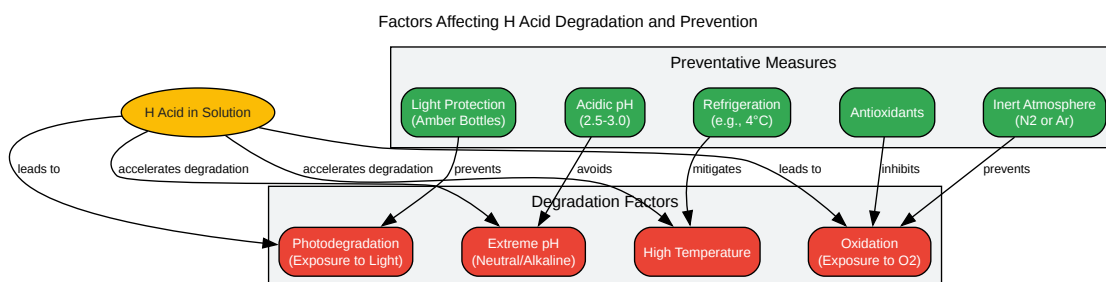 Factors Affecting H Acid Degradation and Prevention
Preventative Measures
H Acid in Solution
Light Protection
(Amber Bottles)
Acidic pH
(2.5-3.0)
Refrigeration
(e.g., 4°C)
Antioxidants
Inert Atmosphere
(N2 or Ar)
leads to
accelerates degradation
accelerates degradation
prevents
avoids
mitigates
leads to
inhibits
prevents
Degradation Factors
Photodegradation
(Exposure to Light)
Extreme pH
(Neutral/Alkaline)
High Temperature
Oxidation
(Exposure to O2)